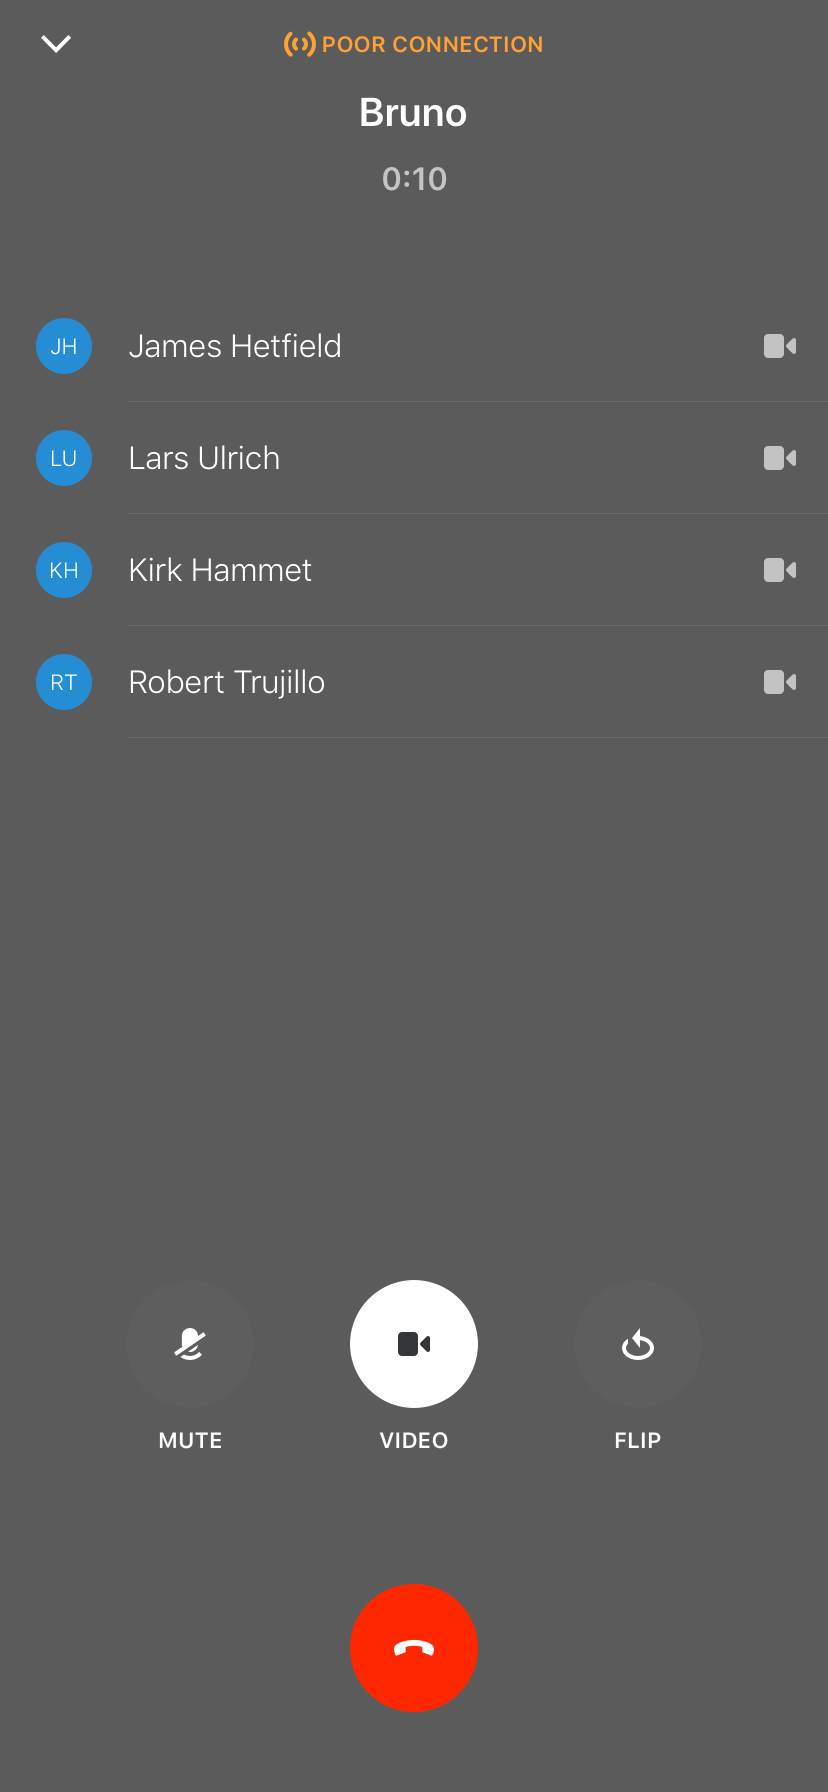 POOR CONNECTION
Bruno
0:10
JH James Hetfield
LU Lars Ulrich
KH Kirk Hammet
RT Robert Trujillo
MUTE VIDEO FLIP